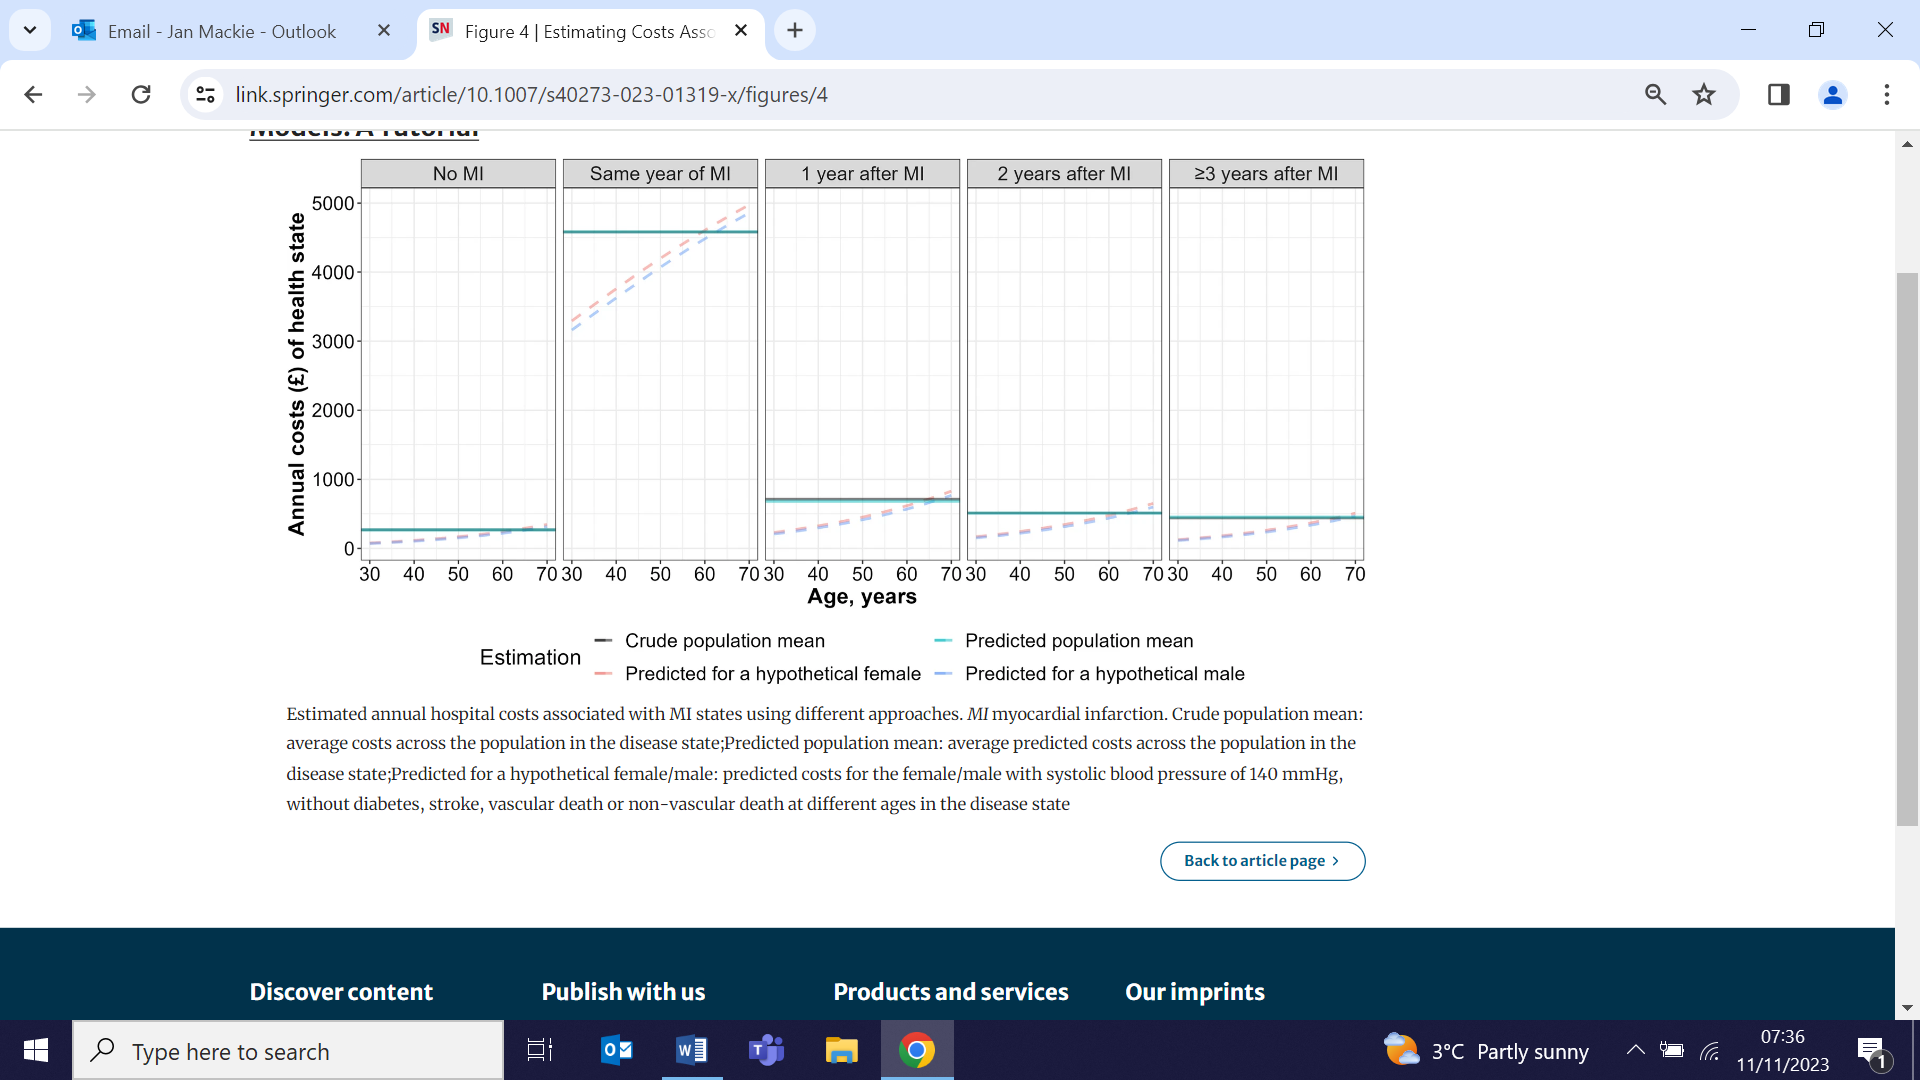 Email - Jan Mackie - Outlook
SN Figure 4 | Estimating Costs Asso
link.springer.com/article/10.1007/s40273-023-01319-x/figures/4
Models: A Tutorial
No MI Same year of MI 1 year after MI 2 years after MI ≥3 years after MI
Annual costs (£) of health state
5000
4000
3000
2000
1000
0
30 40 50 60 70 30 40 50 60 70 30 40 50 60 70 30 40 50 60 70 30 40 50 60 70
Age, years
Estimation
Crude population mean Predicted population mean
Predicted for a hypothetical female Predicted for a hypothetical male
Estimated annual hospital costs associated with MI states using different approaches. MI myocardial infarction. Crude population mean:
average costs across the population in the disease state;Predicted population mean: average predicted costs across the population in the
disease state;Predicted for a hypothetical female/male: predicted costs for the female/male with systolic blood pressure of 140 mmHg,
without diabetes, stroke, vascular death or non-vascular death at different ages in the disease state
Back to article page
Discover content Publish with us Products and services Our imprints
Type here to search
3°C Partly sunny
07:36
11/11/2023
1